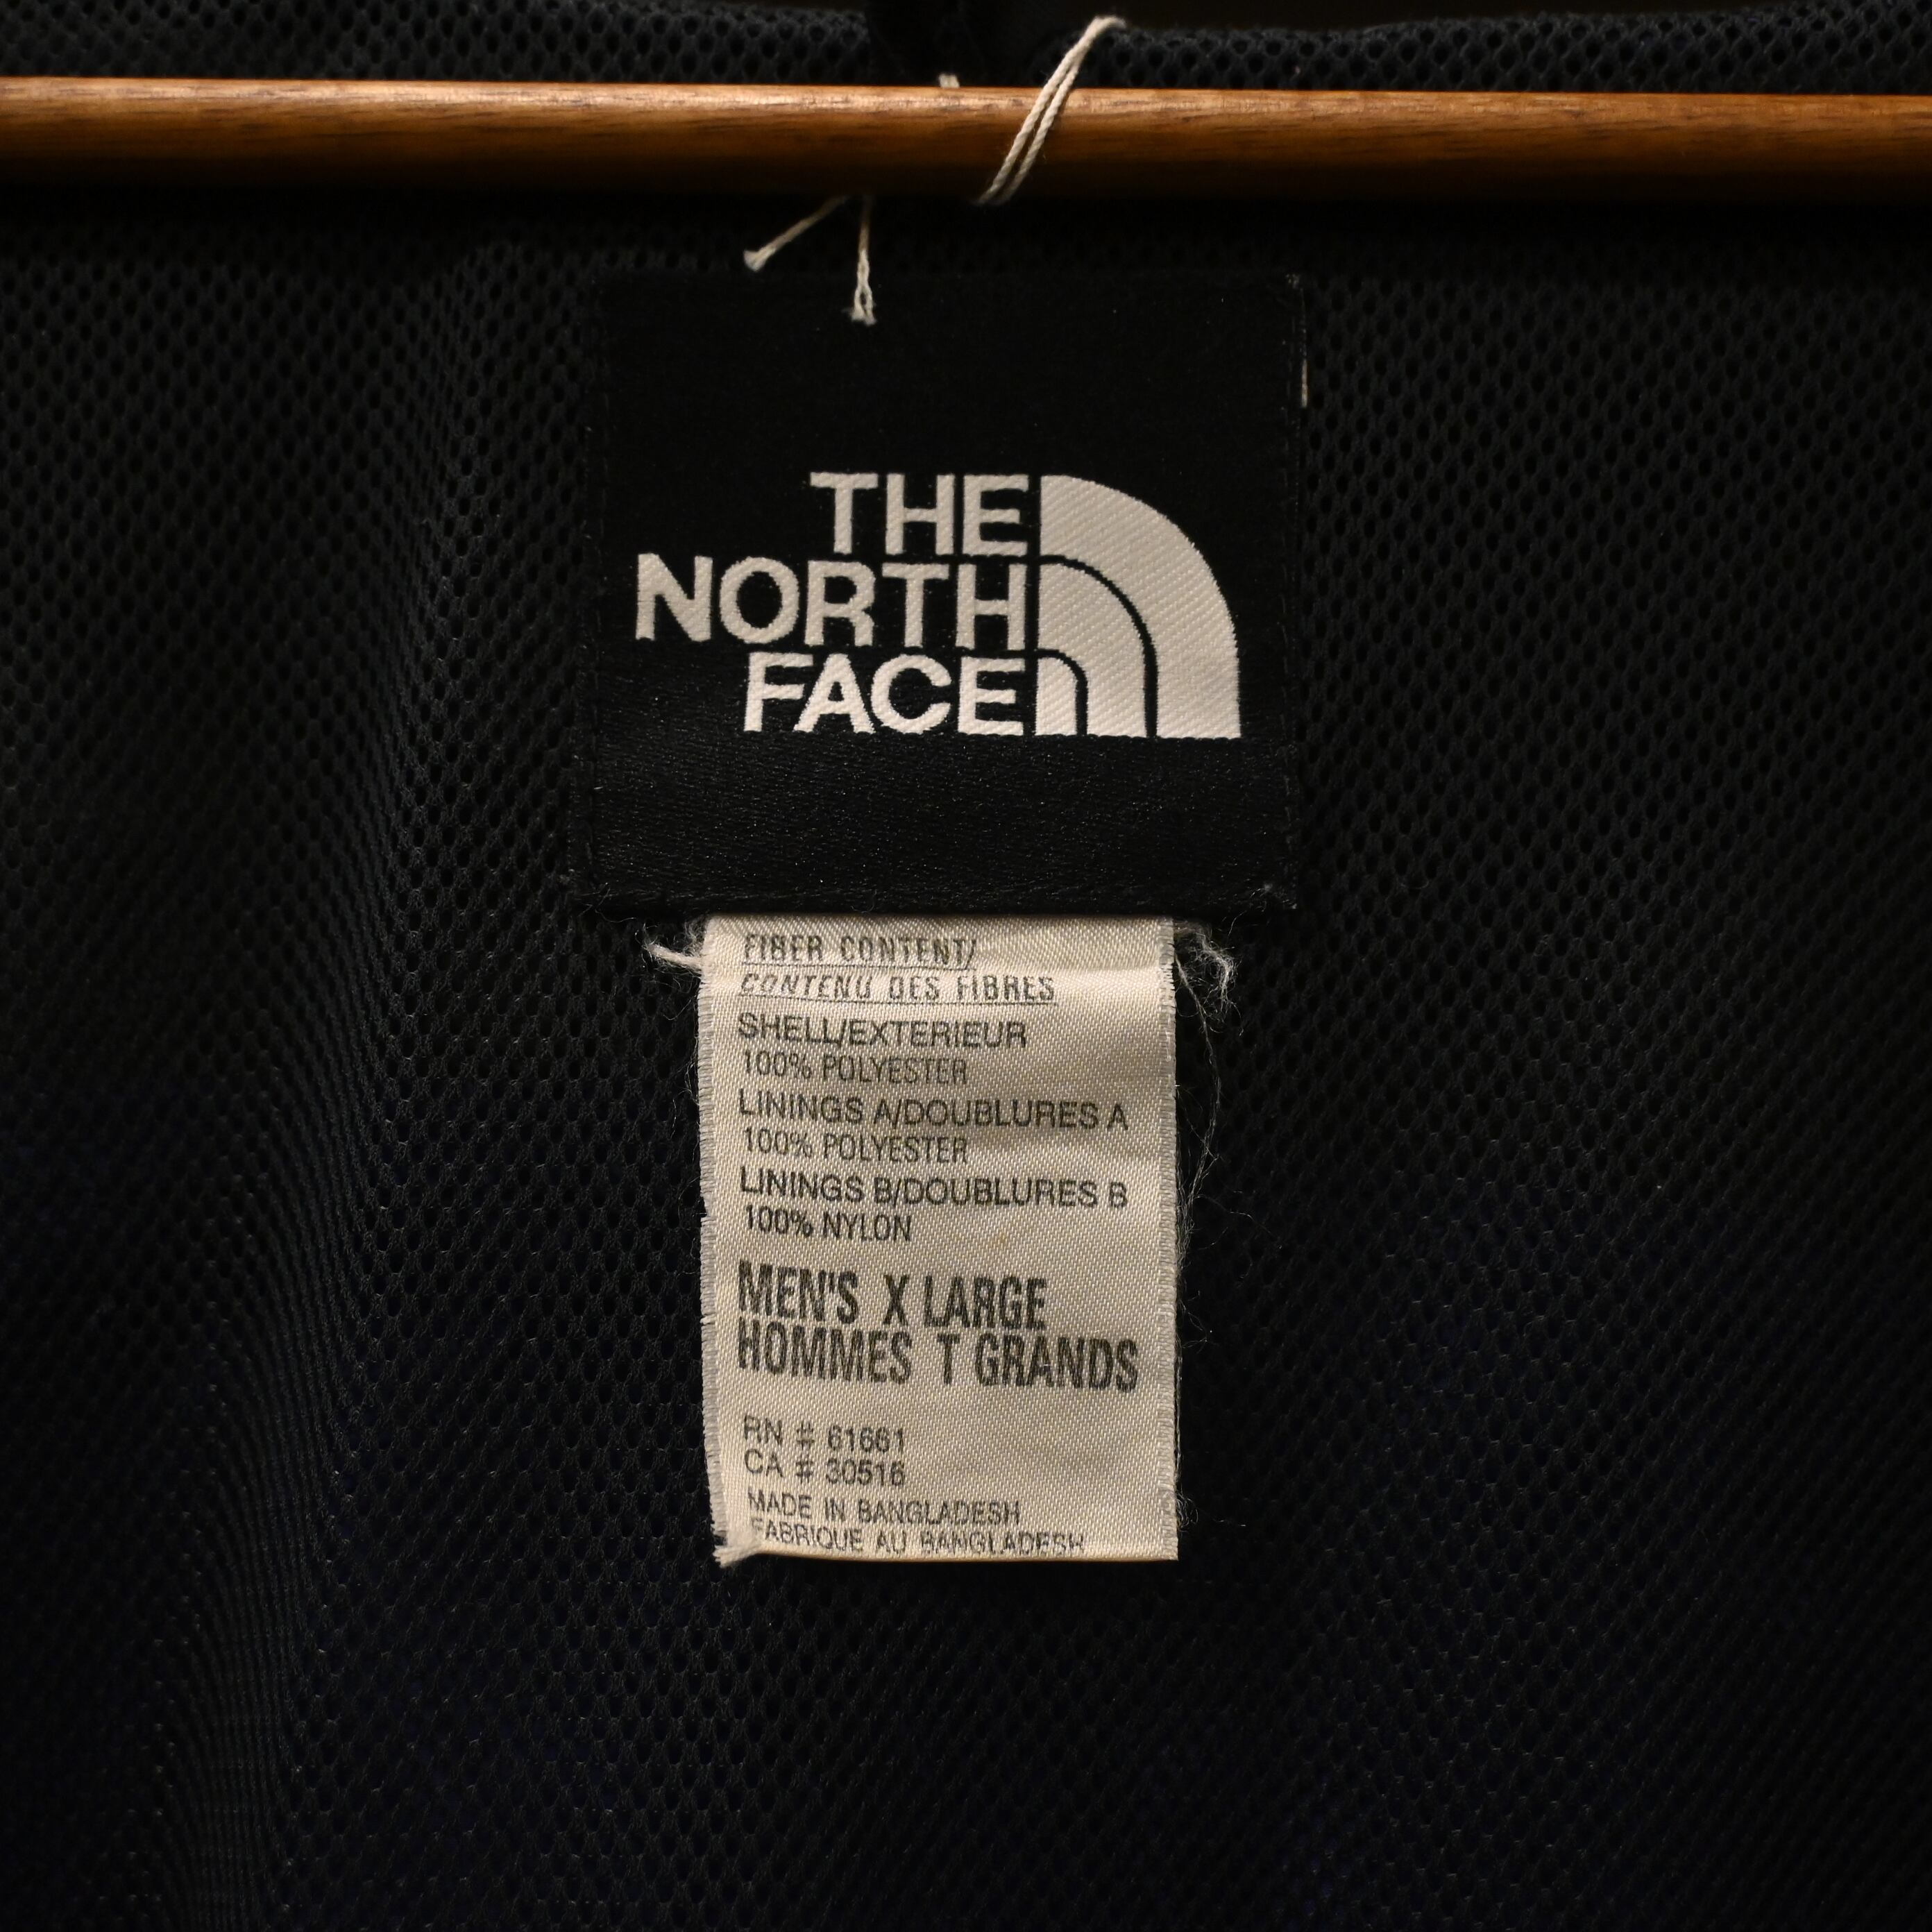 THE
NORTH
FACE
FIBER CONTENT/
CONTENU DES FIBRES
SHELL/EXTERIEUR
100% POLYESTER
LININGS A/DOUBLURES A
100% POLYESTER
LININGS B/DOUBLURES B
100% NYLON
MEN'S X LARGE
HOMMES T GRANDS
RN # 61661
CA # 30516
MADE IN BANGLADESH
FABRIQUE AU BANGLADESH